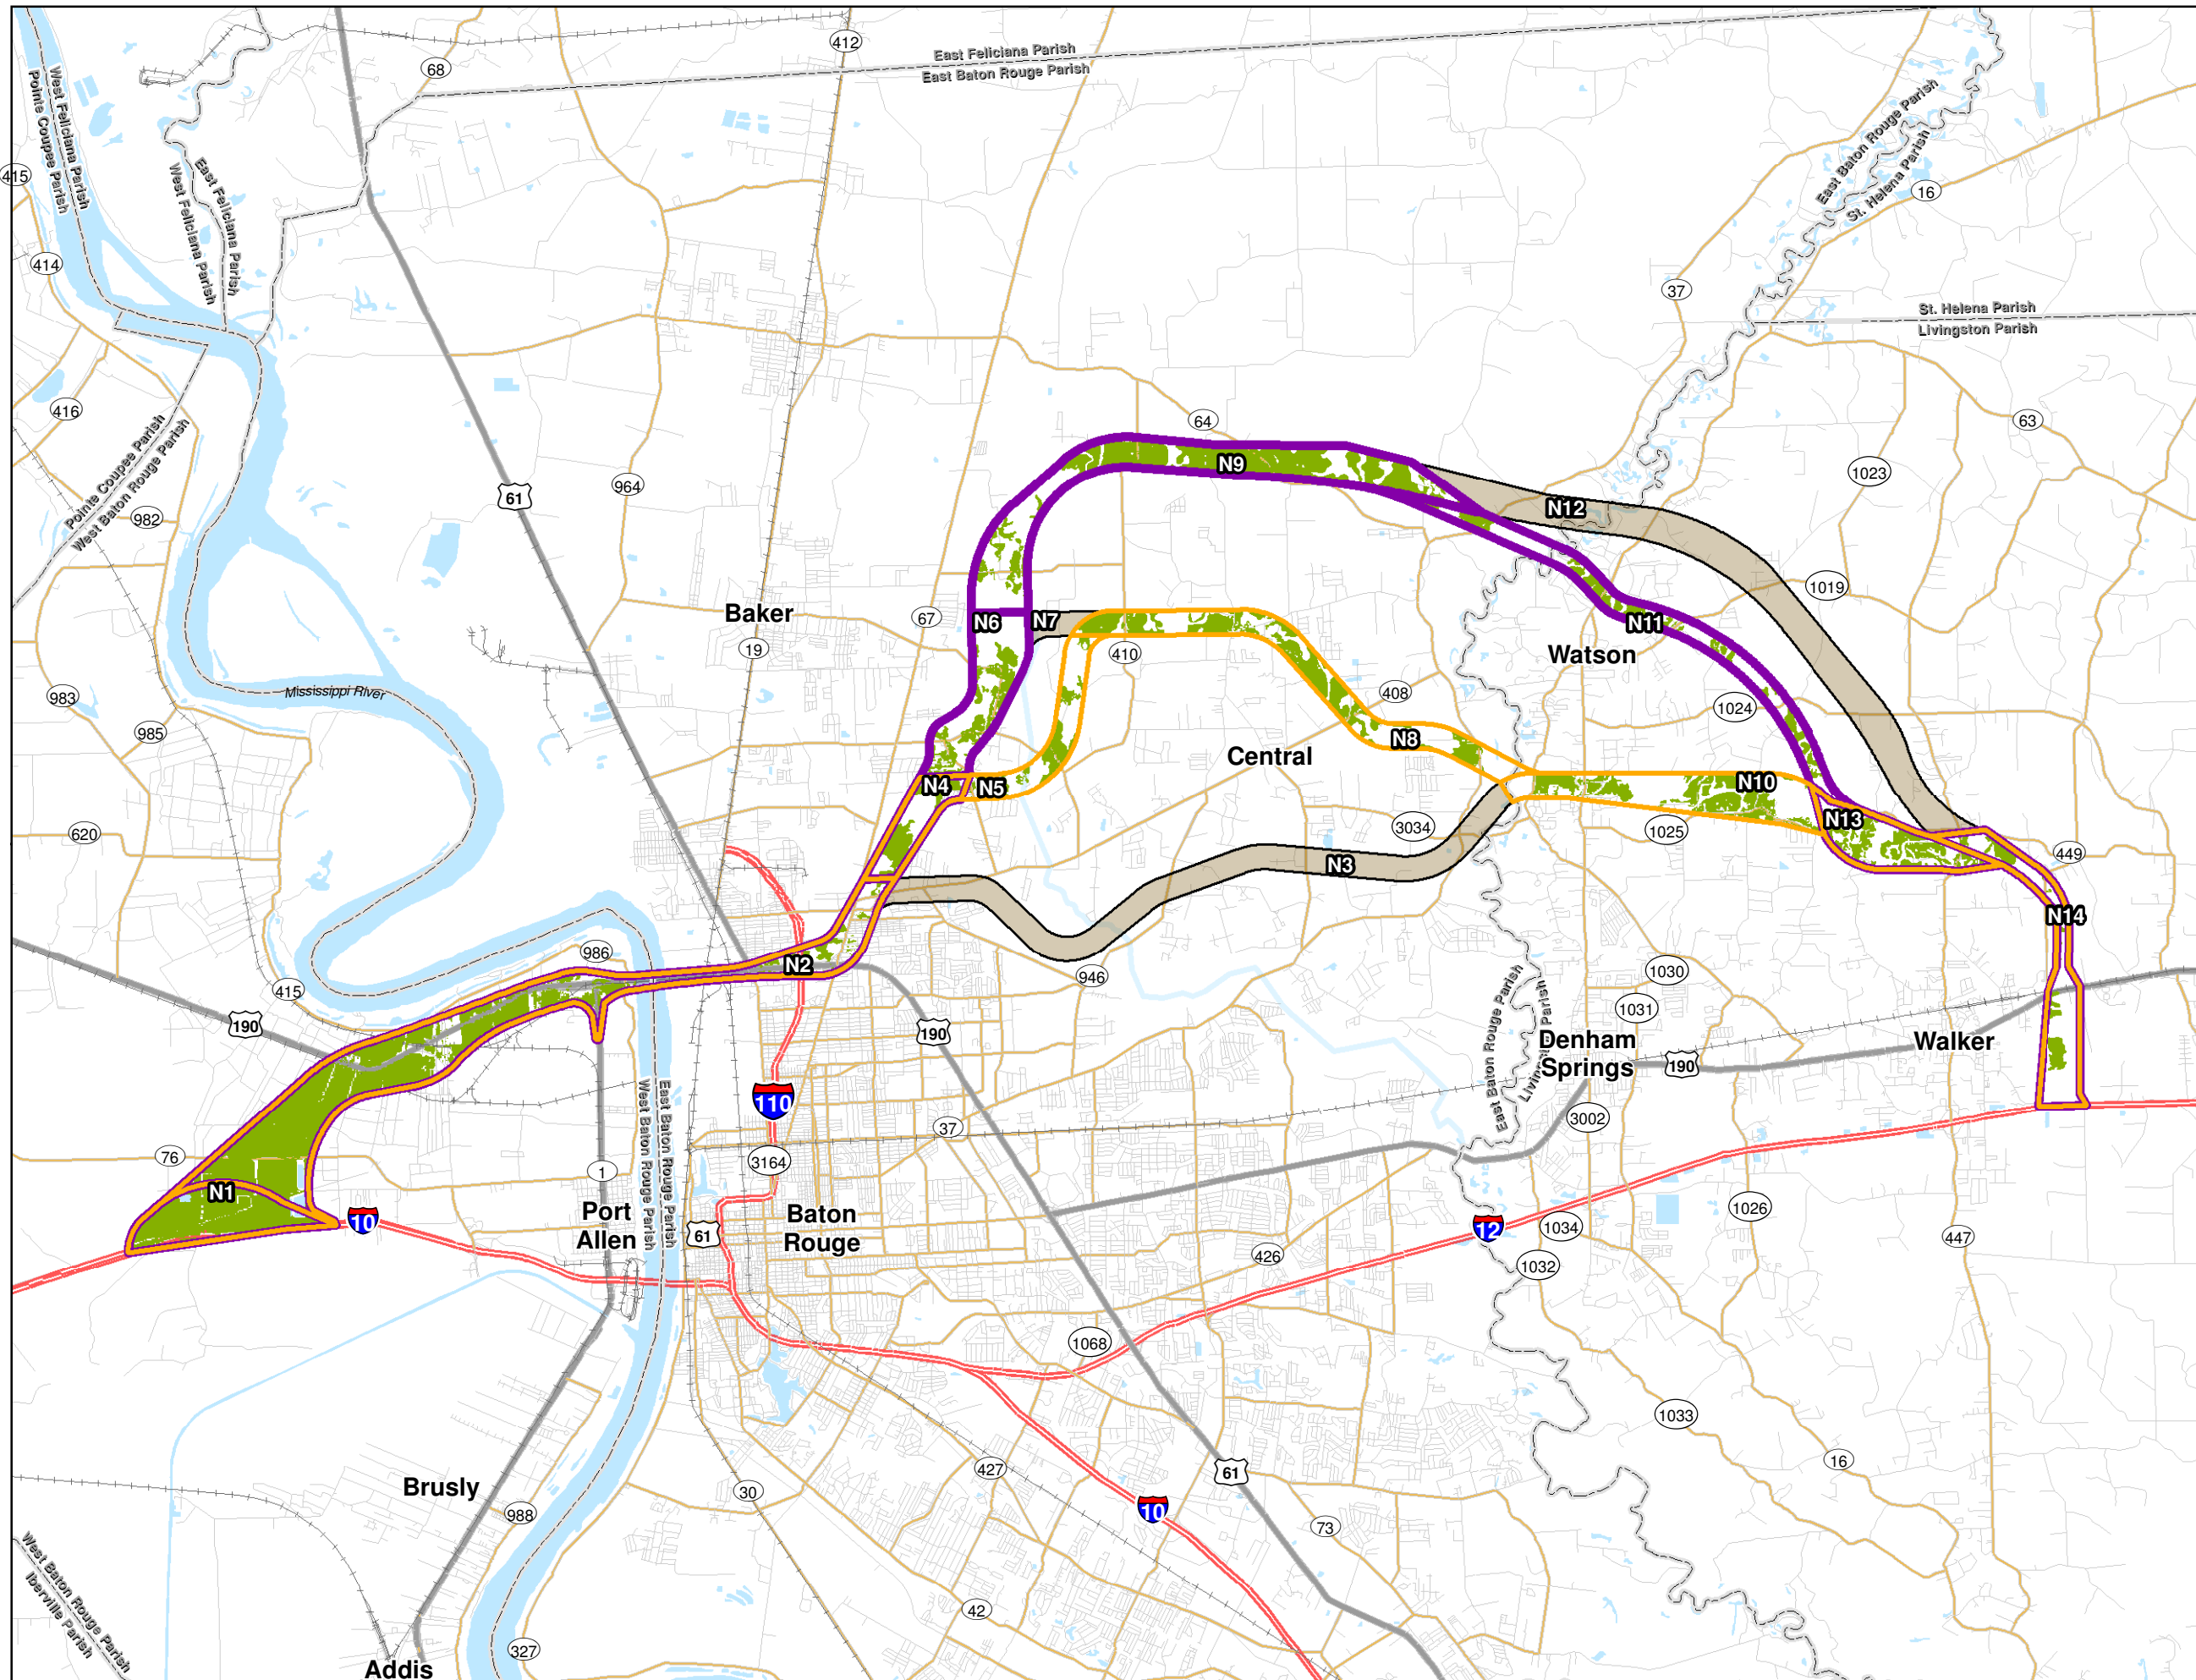 412
68
East Feliciana Parish
East Baton Rouge Parish
West Feliciana Parish
Pointe Coupee Parish
East Feliciana Parish
West Feliciana Parish
East Baton Rouge Parish
St. Helena Parish
415
16
414
37
St. Helena Parish
Livingston Parish
416
64
63
Pointe Coupee Parish
West Baton Rouge Parish
N9
1023
964
61
982
N12
1019
Baker
67
N6
N7
N11
19
410
Watson
983
Mississippi River
408
1024
985
N8
Central
N4
N5
N10
620
3034
1025
N13
449
N3
N14
986
N2
946
1030
415
1031
190
190
East Baton Rouge Parish
Livingston Parish
Denham
Springs
190
Walker
110
West Baton Rouge Parish
East Baton Rouge Parish
37
3002
76
3164
1
N1
10
Port
Allen
61
Baton
Rouge
12
1034
1026
447
426
1032
1068
1033
16
427
61
Brusly
30
988
10
73
West Baton Rouge Parish
Iberville Parish
42
327
Addis